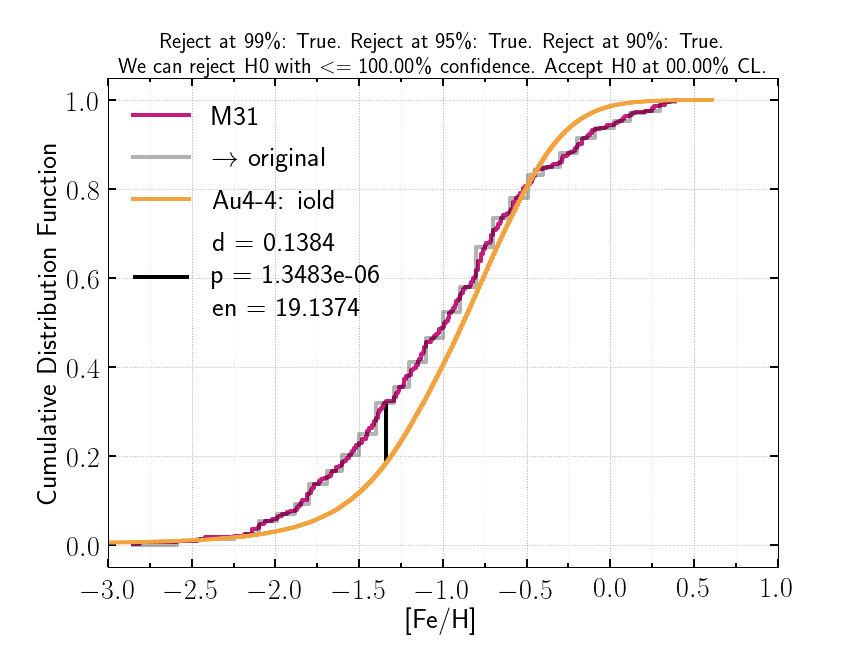 Reject at 99%: True. Reject at 95%: True. Reject at 90%: True.
We can reject H0 with <= 100.00% confidence. Accept H0 at 00.00% CL.
M31
→ original
Au4-4: iold
d = 0.1384
p = 1.3483e-06
en = 19.1374
Cumulative Distribution Function
1.0
0.8
0.6
0.4
0.2
0.0
−3.0 −2.5 −2.0 −1.5 −1.0 −0.5 0.0 0.5 1.0
[Fe/H]